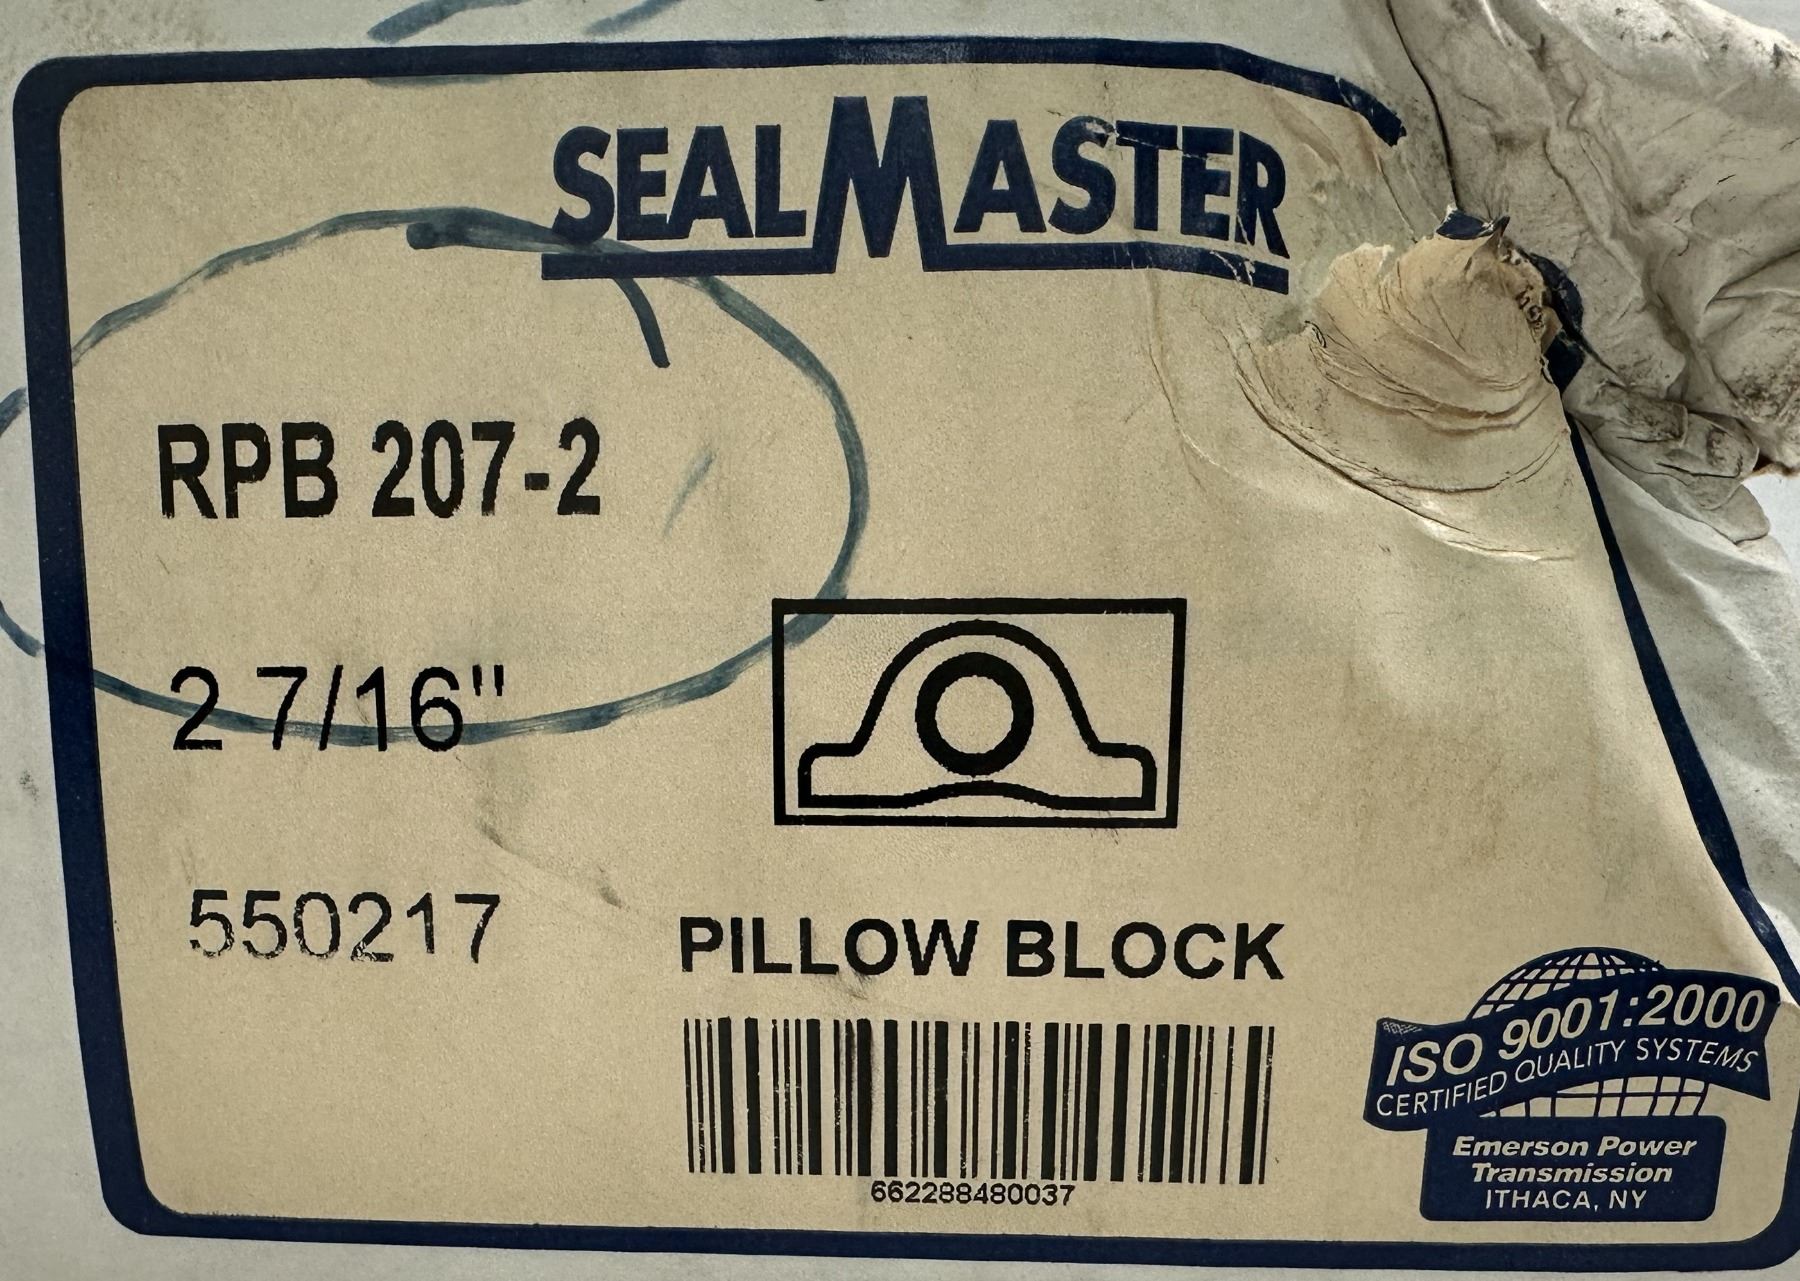 SEALMASTER
RPB 207-2
2 7/16"
550217
PILLOW BLOCK
662288480037
ISO 9001:2000
CERTIFIED QUALITY SYSTEMS
Emerson Power
Transmission
ITHACA, NY